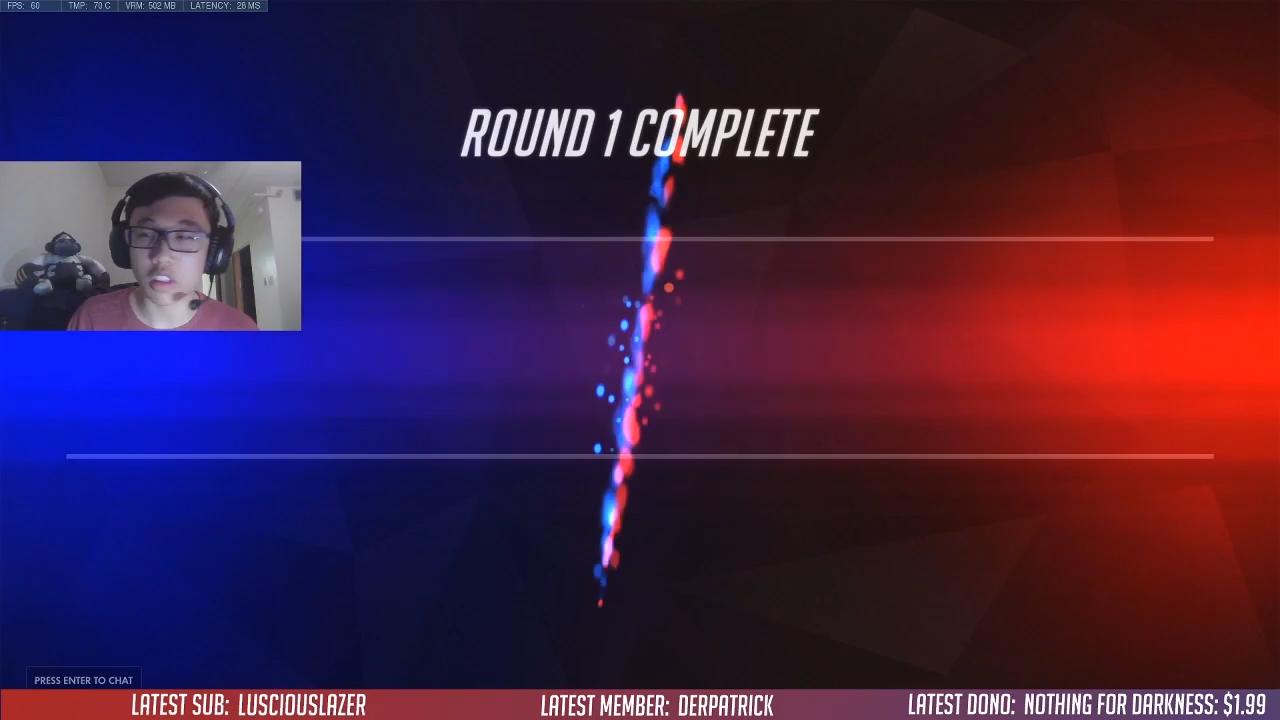 FPS: 60 TMP: 70 C VRM: 502 MB LATENCY: 28 MS
ROUND 1 COMPLETE
PRESS ENTER TO CHAT
LATEST SUB: LUSCIOUSLAZER LATEST MEMBER: DERPATRICK LATEST DONO: NOTHING FOR DARKNESS: $1.99